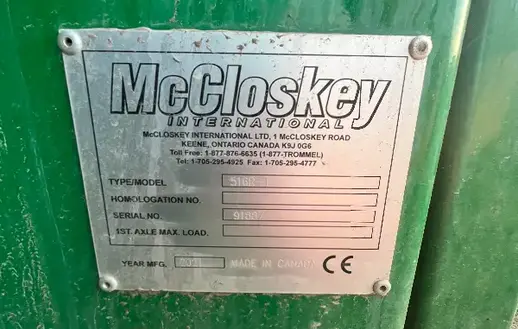 McCloskey
INTERNATIONAL
McCLOSKEY INTERNATIONAL LTD, 1 McCLOSKEY ROAD
KEENE, ONTARIO CANADA K9J 0G6
Toll Free: 1-877-876-6635 (1-877-TROMMEL)
Tel: 1-705-295-4925 Fax: 1-705-295-4777
TYPE/MODEL
HOMOLOGATION NO.
SERIAL NO.
1ST. AXLE MAX. LOAD.
YEAR MFG. MADE IN CANADA CE